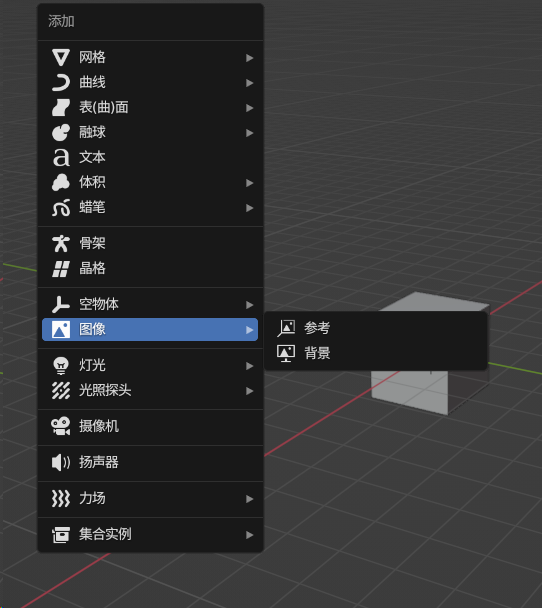 添加
网格
曲线
表(曲)面
融球
文本
体积
蜡笔
骨架
晶格
空物体
图像
参考
背景
灯光
光照探头
摄像机
扬声器
力场
集合实例